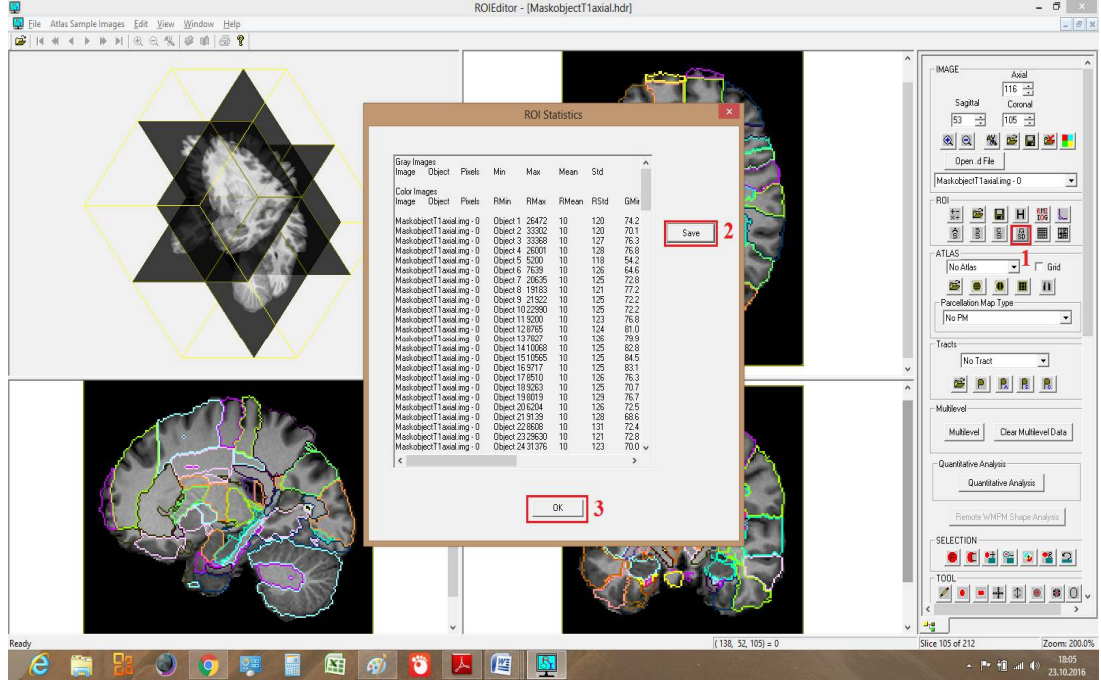 ROIEditor - [MaskobjectT1axial.hdr]
File Atlas Sample Images Edit View Window Help
ROI Statistics
Gray Images
Image Object Pixels Min Max Mean Std
Color Images
Image Object Pixels RMin RMax RMean RStd GMin
MaskobjectT1axial.img - 0 Object 1 26472 10 120 74.2
MaskobjectT1axial.img - 0 Object 2 33302 10 120 70.1
MaskobjectT1axial.img - 0 Object 3 33368 10 127 76.3
MaskobjectT1axial.img - 0 Object 4 26001 10 128 76.8
MaskobjectT1axial.img - 0 Object 5 5200 10 118 54.2
MaskobjectT1axial.img - 0 Object 6 7639 10 126 64.6
MaskobjectT1axial.img - 0 Object 7 20635 10 125 72.8
MaskobjectT1axial.img - 0 Object 8 19183 10 121 77.2
MaskobjectT1axial.img - 0 Object 9 21922 10 125 72.2
MaskobjectT1axial.img - 0 Object 10 22990 10 125 72.2
MaskobjectT1axial.img - 0 Object 11 9200 10 123 76.8
MaskobjectT1axial.img - 0 Object 12 8765 10 124 81.0
MaskobjectT1axial.img - 0 Object 13 7827 10 126 79.9
MaskobjectT1axial.img - 0 Object 14 10068 10 125 82.8
MaskobjectT1axial.img - 0 Object 15 10565 10 125 84.5
MaskobjectT1axial.img - 0 Object 16 9717 10 125 83.1
MaskobjectT1axial.img - 0 Object 17 8510 10 126 76.3
MaskobjectT1axial.img - 0 Object 18 9263 10 125 70.7
MaskobjectT1axial.img - 0 Object 19 8019 10 129 76.7
MaskobjectT1axial.img - 0 Object 20 6204 10 126 72.5
MaskobjectT1axial.img - 0 Object 21 9139 10 128 68.6
MaskobjectT1axial.img - 0 Object 22 8608 10 131 72.4
MaskobjectT1axial.img - 0 Object 23 29630 10 121 72.8
MaskobjectT1axial.img - 0 Object 24 31376 10 123 70.0
Save 2
OK 3
IMAGE
Axial
116
Sagittal Coronal
53 105
Open .d File
MaskobjectT1axial.img - 0
ROI
1
ATLAS
No Atlas Grid
Parcellation Map Type
No PM
Tracts
No Tract
Multilevel
Multilevel Clear Multilevel Data
Quantitative Analysis
Quantitative Analysis
Remote WMPM Shape Analysis
SELECTION
TOOL
Ready (138, 52, 105) = 0 Slice 105 of 212 Zoom: 200.0%
18:05
23.10.2016